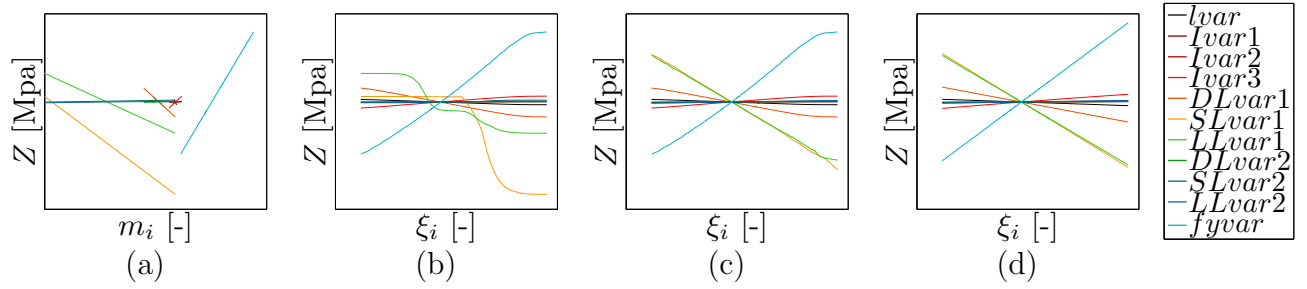 Z [Mpa]
m_i [-]
(a)
Z [Mpa]
ξ_i [-]
(b)
Z [Mpa]
ξ_i [-]
(c)
Z [Mpa]
ξ_i [-]
(d)
lvar
Ivar1
Ivar2
Ivar3
DLvar1
SLvar1
LLvar1
DLvar2
SLvar2
LLvar2
fyvar